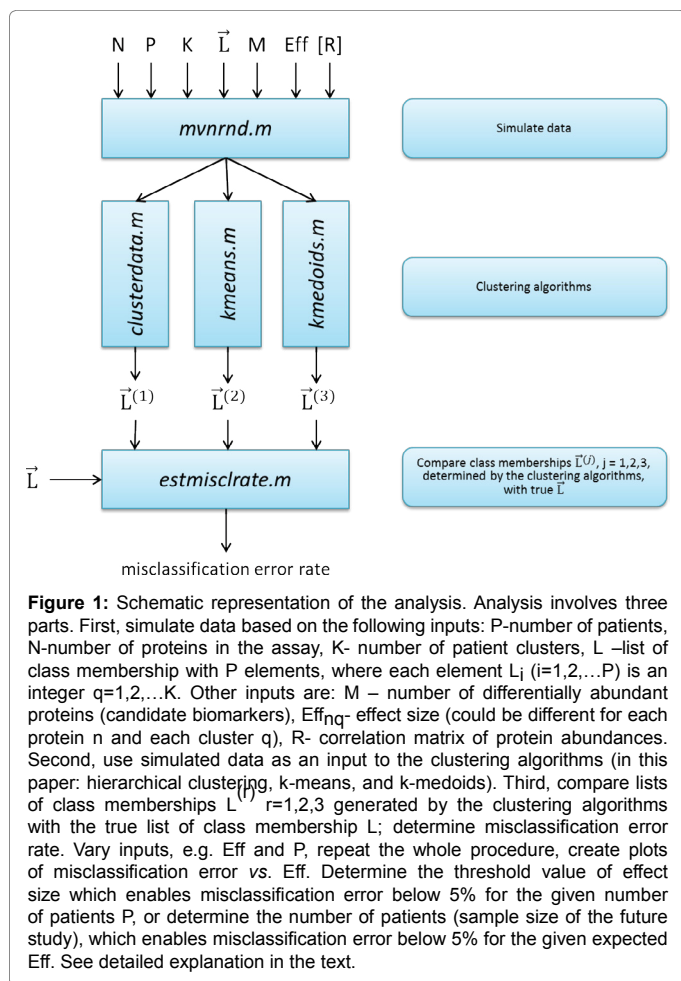 N P K L⃗ M Eff [R]
mvnrnd.m
Simulate data
clusterdata.m
kmeans.m
kmedoids.m
Clustering algorithms
L⃗⁽¹⁾ L⃗⁽²⁾ L⃗⁽³⁾
L⃗
estmisclrate.m
Compare class memberships L⃗⁽ʲ⁾, j = 1,2,3,
determined by the clustering algorithms,
with true L⃗
misclassification error rate
Figure 1: Schematic representation of the analysis. Analysis involves three
parts. First, simulate data based on the following inputs: P-number of patients,
N-number of proteins in the assay, K- number of patient clusters, L –list of
class membership with P elements, where each element Li (i=1,2,…P) is an
integer q=1,2,…K. Other inputs are: M – number of differentially abundant
proteins (candidate biomarkers), Effnq- effect size (could be different for each
protein n and each cluster q), R- correlation matrix of protein abundances.
Second, use simulated data as an input to the clustering algorithms (in this
paper: hierarchical clustering, k-means, and k-medoids). Third, compare lists
of class memberships L(r) r=1,2,3 generated by the clustering algorithms
with the true list of class membership L; determine misclassification error
rate. Vary inputs, e.g. Eff and P, repeat the whole procedure, create plots
of misclassification error vs. Eff. Determine the threshold value of effect
size which enables misclassification error below 5% for the given number
of patients P, or determine the number of patients (sample size of the future
study), which enables misclassification error below 5% for the given expected
Eff. See detailed explanation in the text.